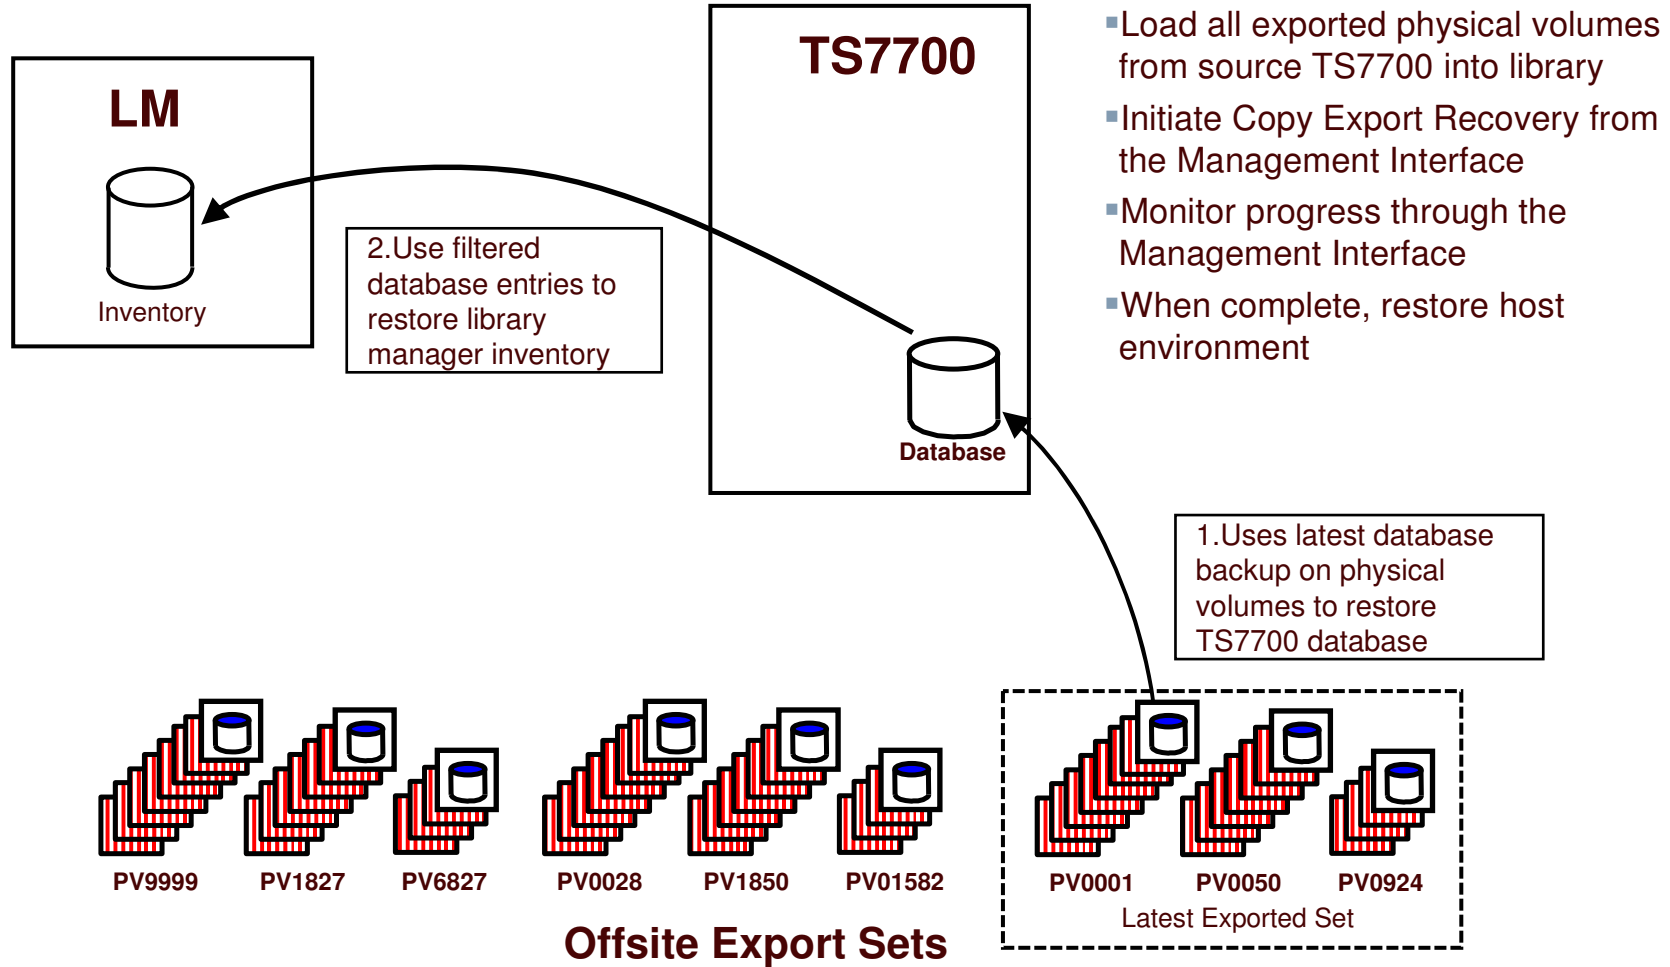 LM
Inventory
2.Use filtered
database entries to
restore library
manager inventory
TS7700
Database
▪Load all exported physical volumes
from source TS7700 into library
▪Initiate Copy Export Recovery from
the Management Interface
▪Monitor progress through the
Management Interface
▪When complete, restore host
environment
1.Uses latest database
backup on physical
volumes to restore
TS7700 database
PV9999
PV1827
PV6827
PV0028
PV1850
PV01582
PV0001
PV0050
PV0924
Latest Exported Set
Offsite Export Sets